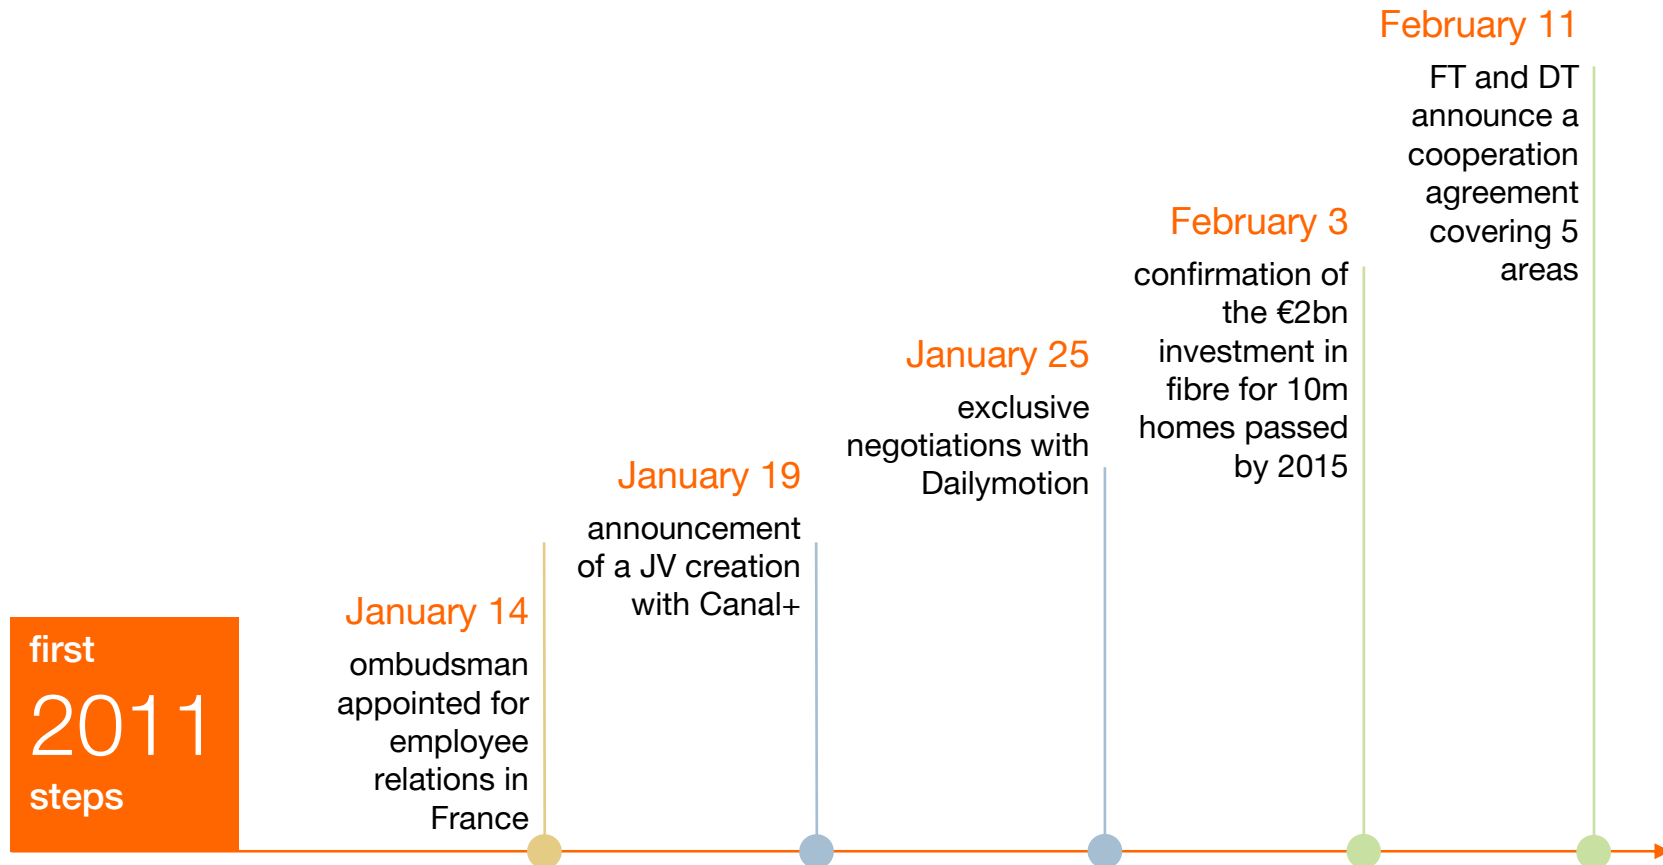 first
2011
steps
January 14
ombudsman
appointed for
employee
relations in
France
January 19
announcement
of a JV creation
with Canal+
January 25
exclusive
negotiations with
Dailymotion
February 3
confirmation of
the €2bn
investment in
fibre for 10m
homes passed
by 2015
February 11
FT and DT
announce a
cooperation
agreement
covering 5
areas